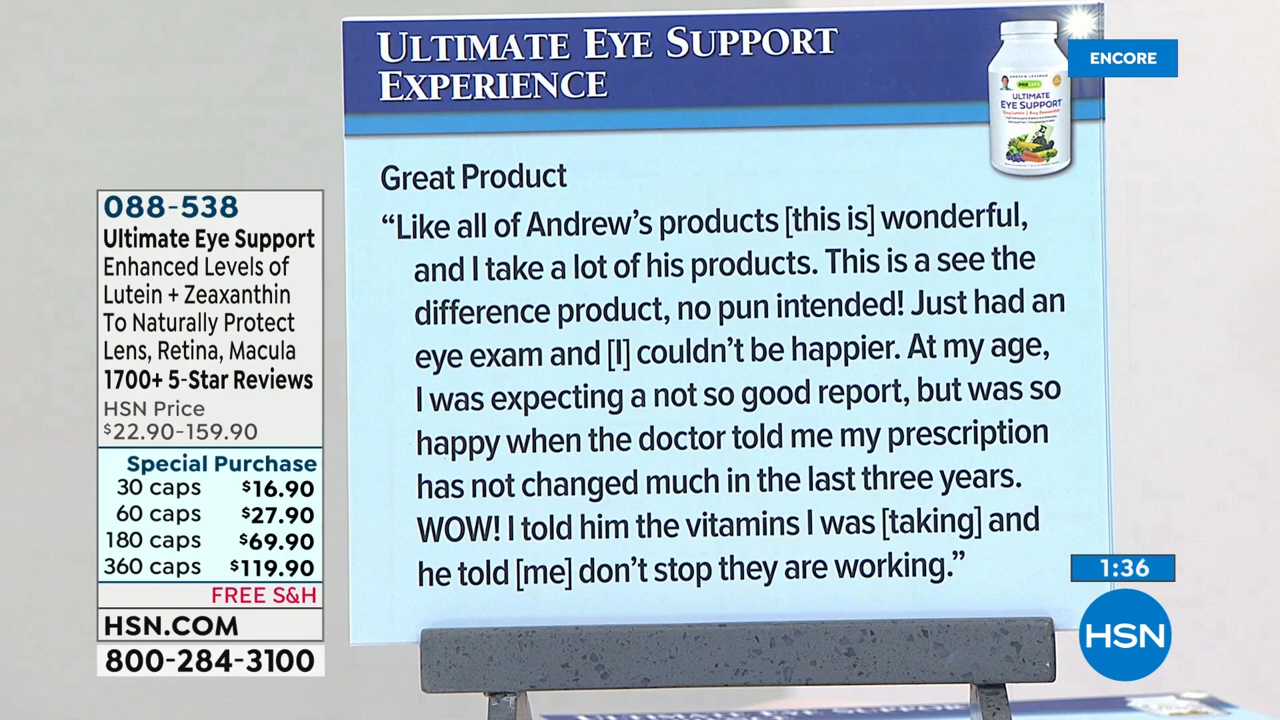 ULTIMATE EYE SUPPORT
EXPERIENCE
ENCORE
ULTIMATE
EYE SUPPORT
Great Product
“Like all of Andrew’s products [this is] wonderful,
and I take a lot of his products. This is a see the
difference product, no pun intended! Just had an
eye exam and [I] couldn’t be happier. At my age,
I was expecting a not so good report, but was so
happy when the doctor told me my prescription
has not changed much in the last three years.
WOW! I told him the vitamins I was [taking] and
he told [me] don’t stop they are working.”
088-538
Ultimate Eye Support
Enhanced Levels of
Lutein + Zeaxanthin
To Naturally Protect
Lens, Retina, Macula
1700+ 5-Star Reviews
HSN Price
$22.90-159.90
Special Purchase
30 caps $16.90
60 caps $27.90
180 caps $69.90
360 caps $119.90
FREE S&H
HSN.COM
800-284-3100
1:36
HSN
ULTIMATE EYE SUPPORT